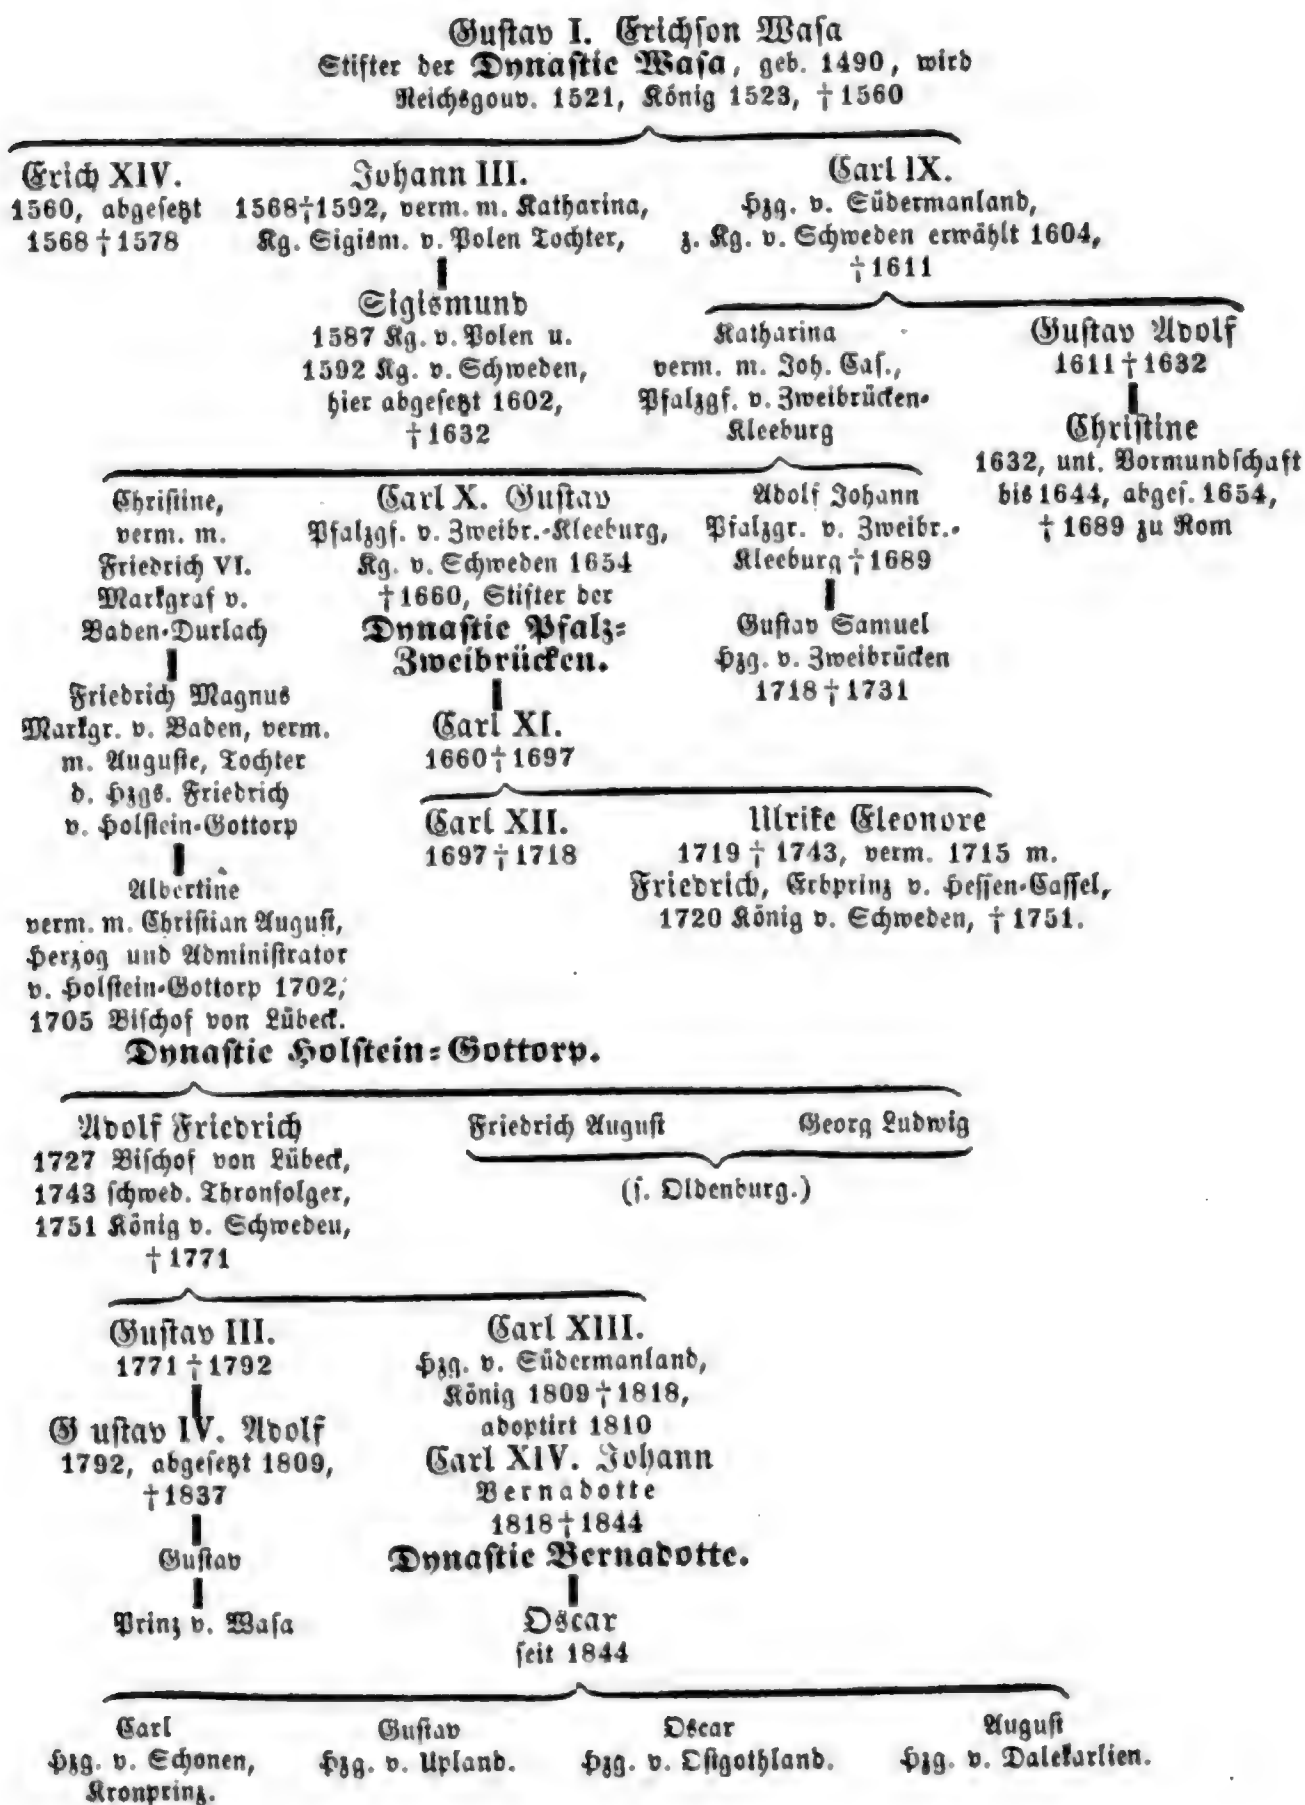 Gustav I. Erichson Wasa
Stifter der Dynastie Wasa, geb. 1490, wird
Reichsgouv. 1521, König 1523, † 1560
Erich XIV.
1560, abgesetzt
1568 † 1578
Johann III.
1568 † 1592, verm. m. Katharina,
Kg. Sigism. v. Polen Tochter,
Carl IX.
Hzg. v. Südermanland,
z. Kg. v. Schweden erwählt 1604,
† 1611
Sigismund
1587 Kg. v. Polen u.
1592 Kg. v. Schweden,
hier abgesetzt 1602,
† 1632
Katharina
verm. m. Joh. Cas.,
Pfalzgf. v. Zweibrücken-
Kleeburg
Gustav Adolf
1611 † 1632
Christine
1632, unt. Vormundschaft
bis 1644, abges. 1654,
† 1689 zu Rom
Christine,
verm. m.
Friedrich VI.
Markgraf v.
Baden-Durlach
Carl X. Gustav
Pfalzgf. v. Zweibr.-Kleeburg,
Kg. v. Schweden 1654
† 1660, Stifter der
Dynastie Pfalz-
Zweibrücken.
Adolf Johann
Pfalzgr. v. Zweibr.-
Kleeburg † 1689
Gustav Samuel
Hzg. v. Zweibrücken
1718 † 1731
Friedrich Magnus
Markgr. v. Baden, verm.
m. Auguste, Tochter
d. Hzgs. Friedrich
v. Holstein-Gottorp
Carl XI.
1660 † 1697
Carl XII.
1697 † 1718
Ulrike Eleonore
1719 † 1743, verm. 1715 m.
Friedrich, Erbprinz v. Hessen-Cassel,
1720 König v. Schweden, † 1751.
Albertine
verm. m. Christian August,
Herzog und Administrator
v. Holstein-Gottorp 1702,
1705 Bischof von Lübeck.
Dynastie Holstein-Gottorp.
Adolf Friedrich
1727 Bischof von Lübeck,
1743 schwed. Thronfolger,
1751 König v. Schwedeu,
† 1771
Friedrich August
Georg Ludwig
(s. Oldenburg.)
Gustav III.
1771 † 1792
Gustav IV. Adolf
1792, abgesetzt 1809,
† 1837
Gustav
Prinz v. Wasa
Carl XIII.
Hzg. v. Südermanland,
König 1809 † 1818,
adoptirt 1810
Carl XIV. Johann
Bernadotte
1818 † 1844
Dynastie Bernadotte.
Oscar
seit 1844
Carl
Hzg. v. Schonen,
Kronprinz.
Gustav
Hzg. v. Upland.
Oscar
Hzg. v. Ostgothland.
August
Hzg. v. Dalekarlien.